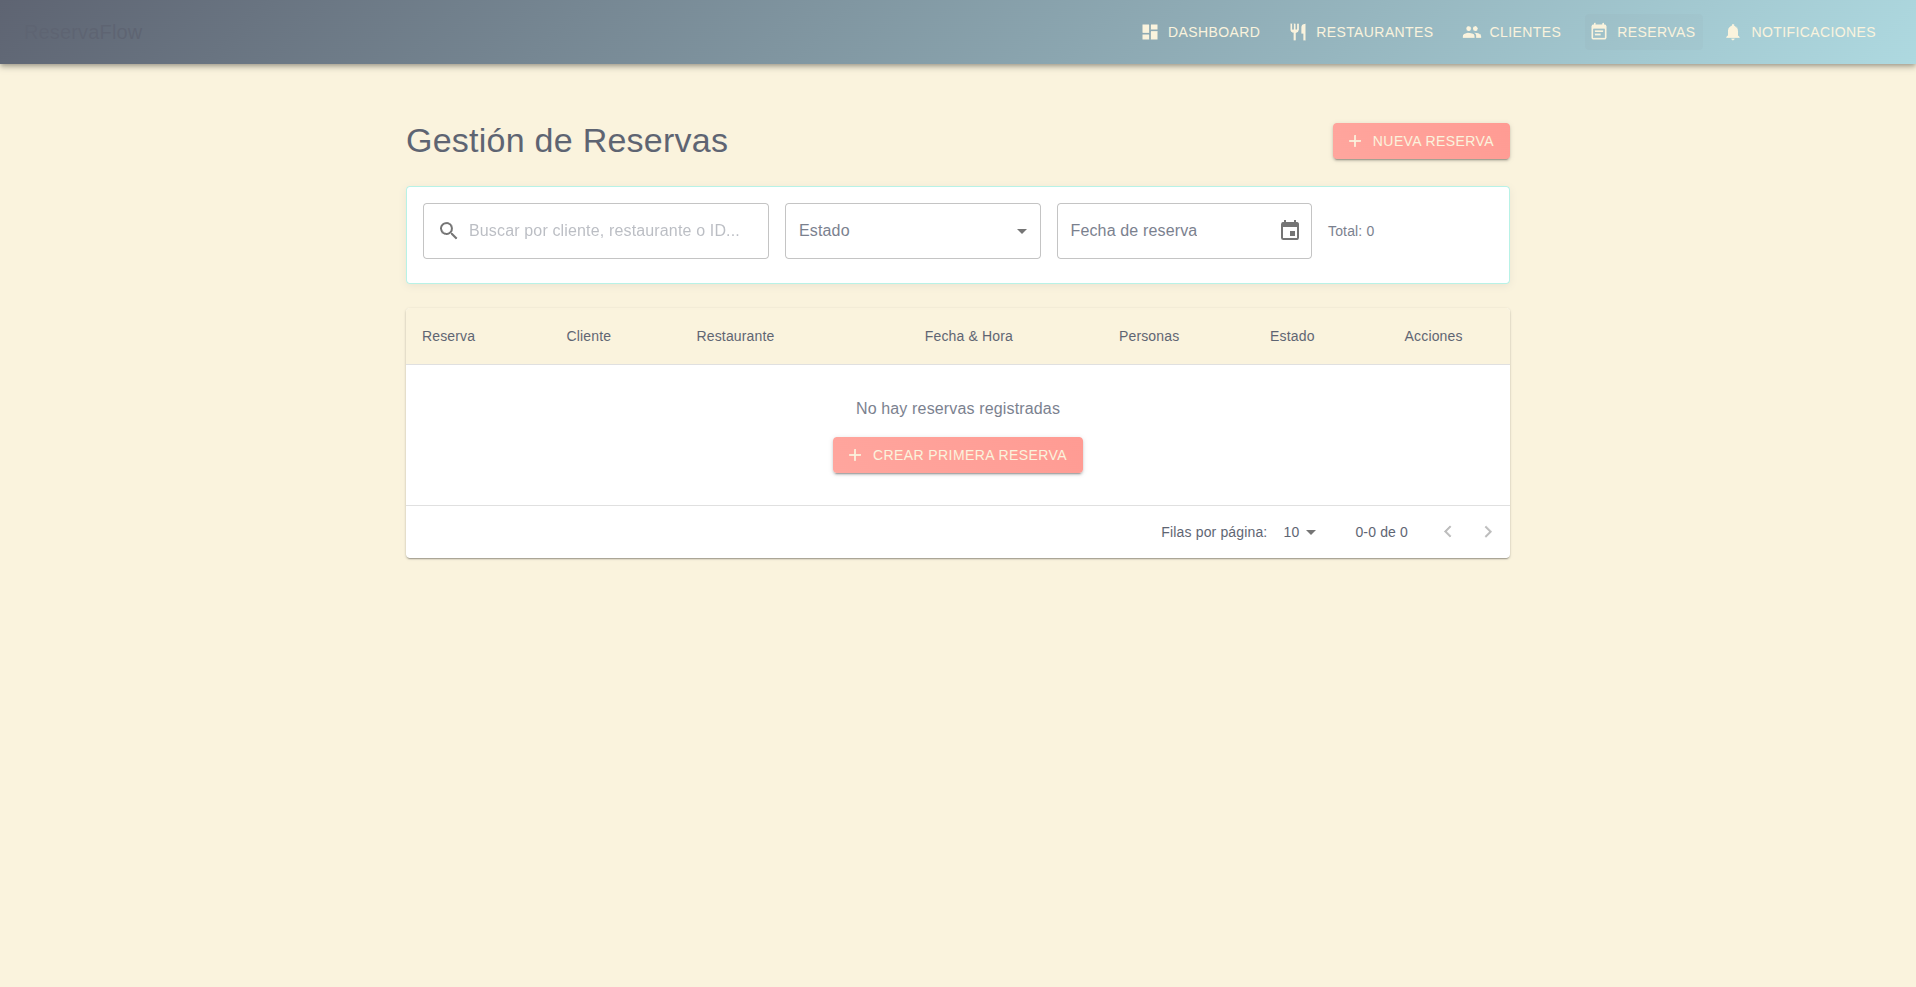 ReservaFlow DASHBOARD RESTAURANTES CLIENTES RESERVAS NOTIFICACIONES
Gestión de Reservas NUEVA RESERVA
Buscar por cliente, restaurante o ID... Estado Fecha de reserva Total: 0
Reserva Cliente Restaurante Fecha & Hora Personas Estado Acciones
No hay reservas registradas
CREAR PRIMERA RESERVA
Filas por página: 10 0-0 de 0